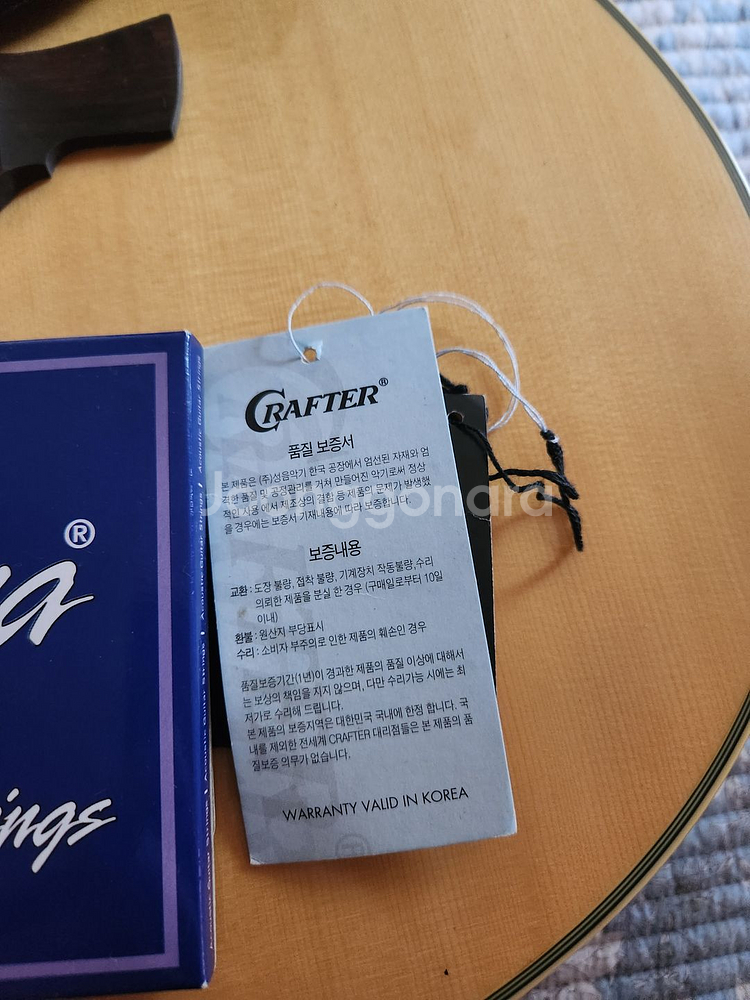 CRAFTER®
품질 보증서
본 제품은 (주)성음악기 한국 공장에서 엄선된 자재와 엄
격한 품질 및 공정관리를 거쳐 만들어진 악기로써 정상
적인 사용 에서 제조상의 결함 등 제품의 문제가 발생했
을 경우에는 보증서 기재내용에 따라 보증합니다.
보증내용
교환 : 도장 불량, 접착 불량, 기계장치 작동불량, 수리
의뢰한 제품을 분실 한 경우 (구매일로부터 10일
이내)
환불 : 원산지 부당표시
수리 : 소비자 부주의로 인한 제품의 훼손인 경우
품질보증기간(1년)이 경과한 제품의 품질 이상에 대해서
는 보상의 책임을 지지 않으며, 다만 수리가능 시에는 최
저가로 수리해 드립니다.
본 제품의 보증지역은 대한민국 국내에 한정 합니다. 국
내를 제외한 전세계 CRAFTER 대리점들은 본 제품의 품
질보증 의무가 없습니다.
WARRANTY VALID IN KOREA
a®
ings
Acoustic Guitar Strings / Acoustic Guitar Strings / Acoustic Guitar Strings / Acoustic Guitar Strings